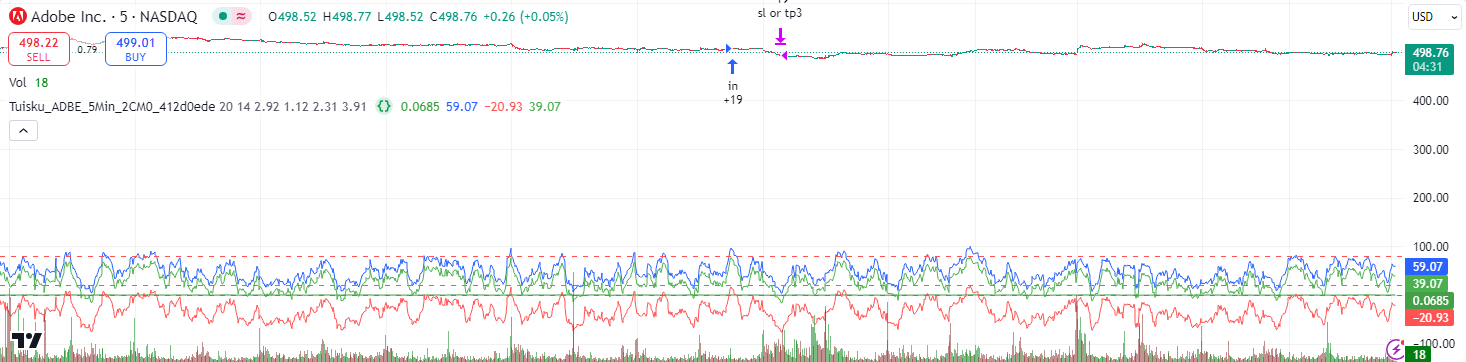 Adobe Inc. · 5 · NASDAQ O498.52 H498.77 L498.52 C498.76 +0.26 (+0.05%)
USD
sl or tp3
498.22
SELL
0.79
499.01
BUY
498.76
04:31
Vol 18
in
+19
Tuisku_ADBE_5Min_2CM0_412d0ede 20 14 2.92 1.12 2.31 3.91 {} 0.0685 59.07 −20.93 39.07
400.00
300.00
200.00
100.00
59.07
39.07
0.0685
−20.93
−100.00
18